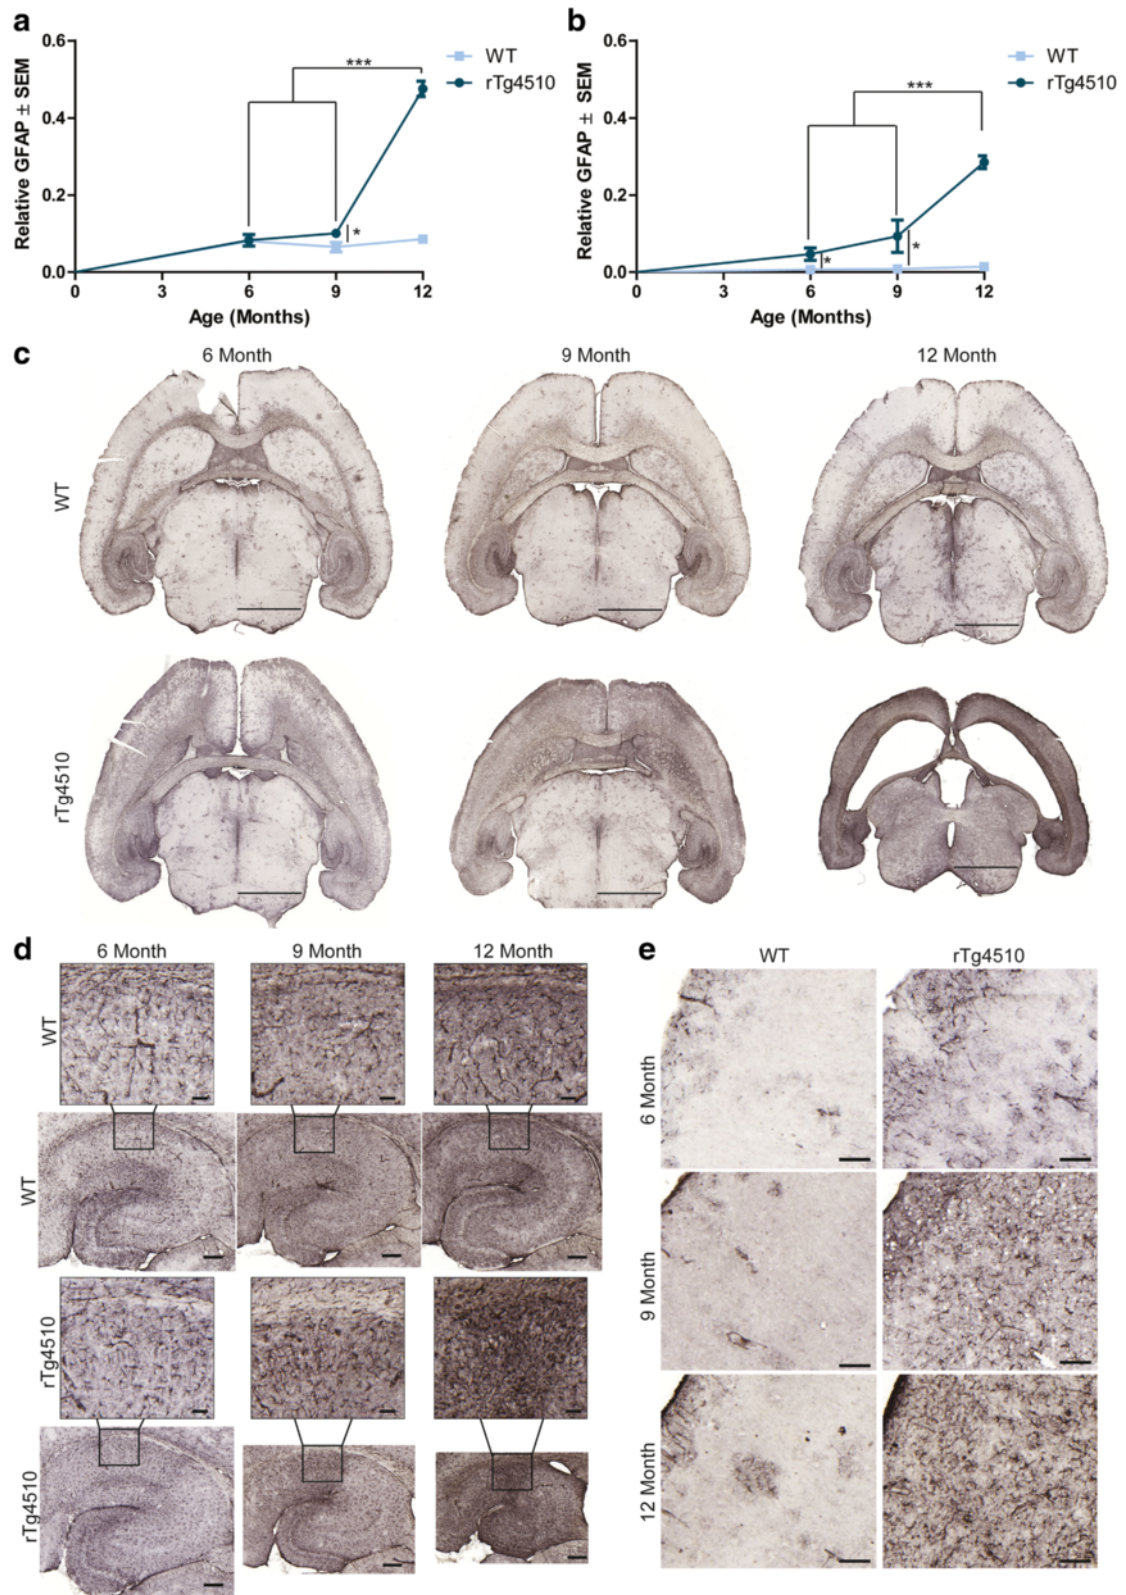 a
b
0.6
0.4
0.2
0.0
Relative GFAP ± SEM
0 3 6 9 12
Age (Months)
***
*
WT
rTg4510
0.6
0.4
0.2
0.0
Relative GFAP ± SEM
0 3 6 9 12
Age (Months)
***
*
*
WT
rTg4510
c
6 Month 9 Month 12 Month
WT
rTg4510
d
6 Month 9 Month 12 Month
WT
WT
rTg4510
rTg4510
e
WT rTg4510
6 Month
9 Month
12 Month